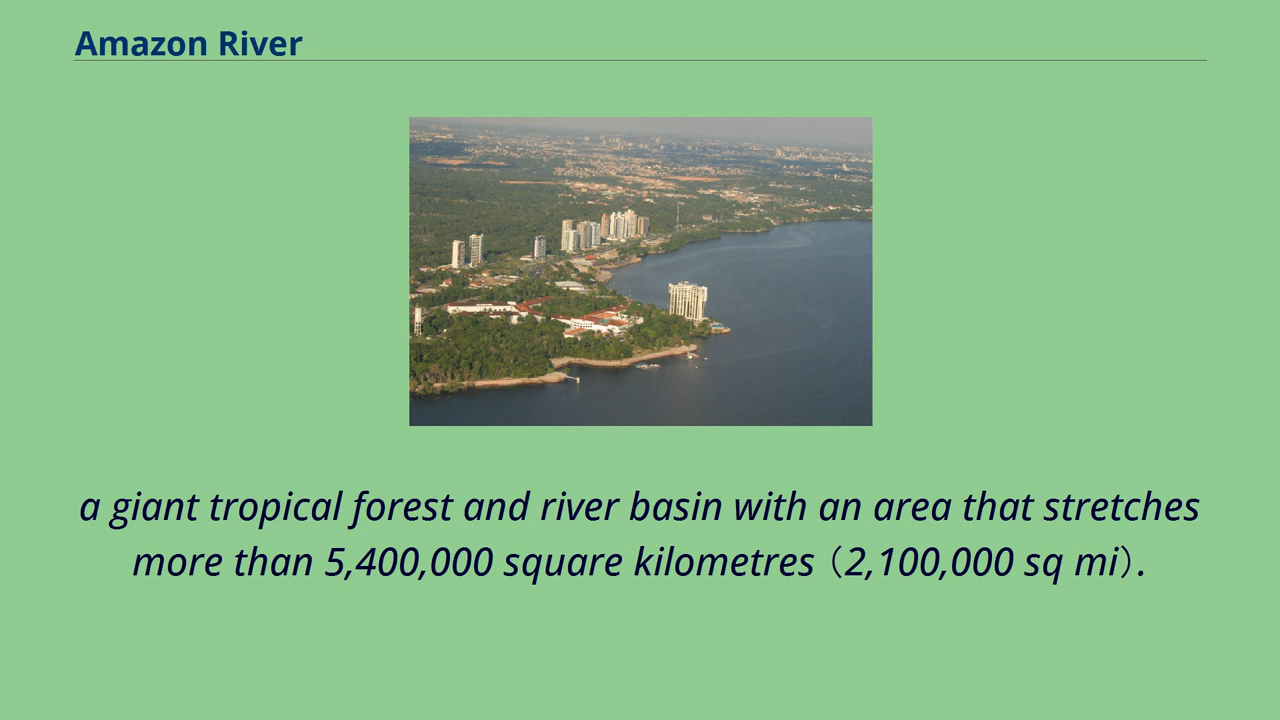 Amazon River
a giant tropical forest and river basin with an area that stretches
more than 5,400,000 square kilometres（2,100,000 sq mi）.